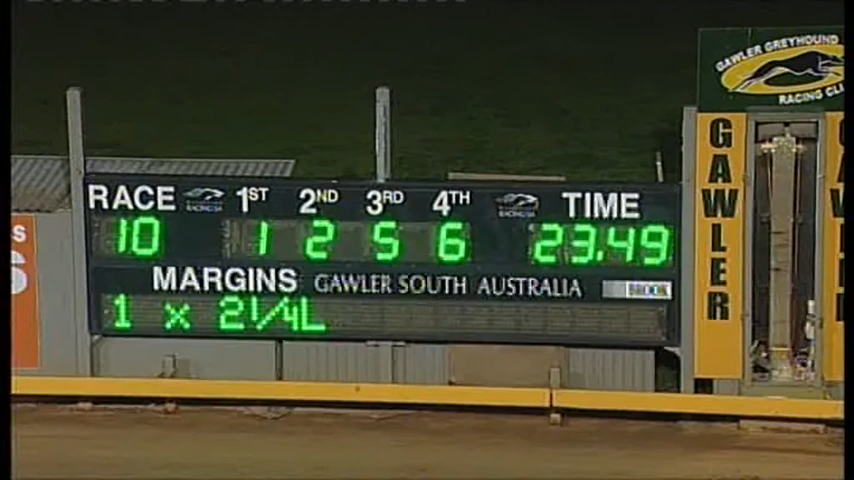 GAWLER GREYHOUND
RACING CLUB
RACE 1ST 2ND 3RD 4TH TIME
10 1 2 5 6 23.49
MARGINS GAWLER SOUTH AUSTRALIA BROOK
1 x 2 1/4L
GAWLER
S
S